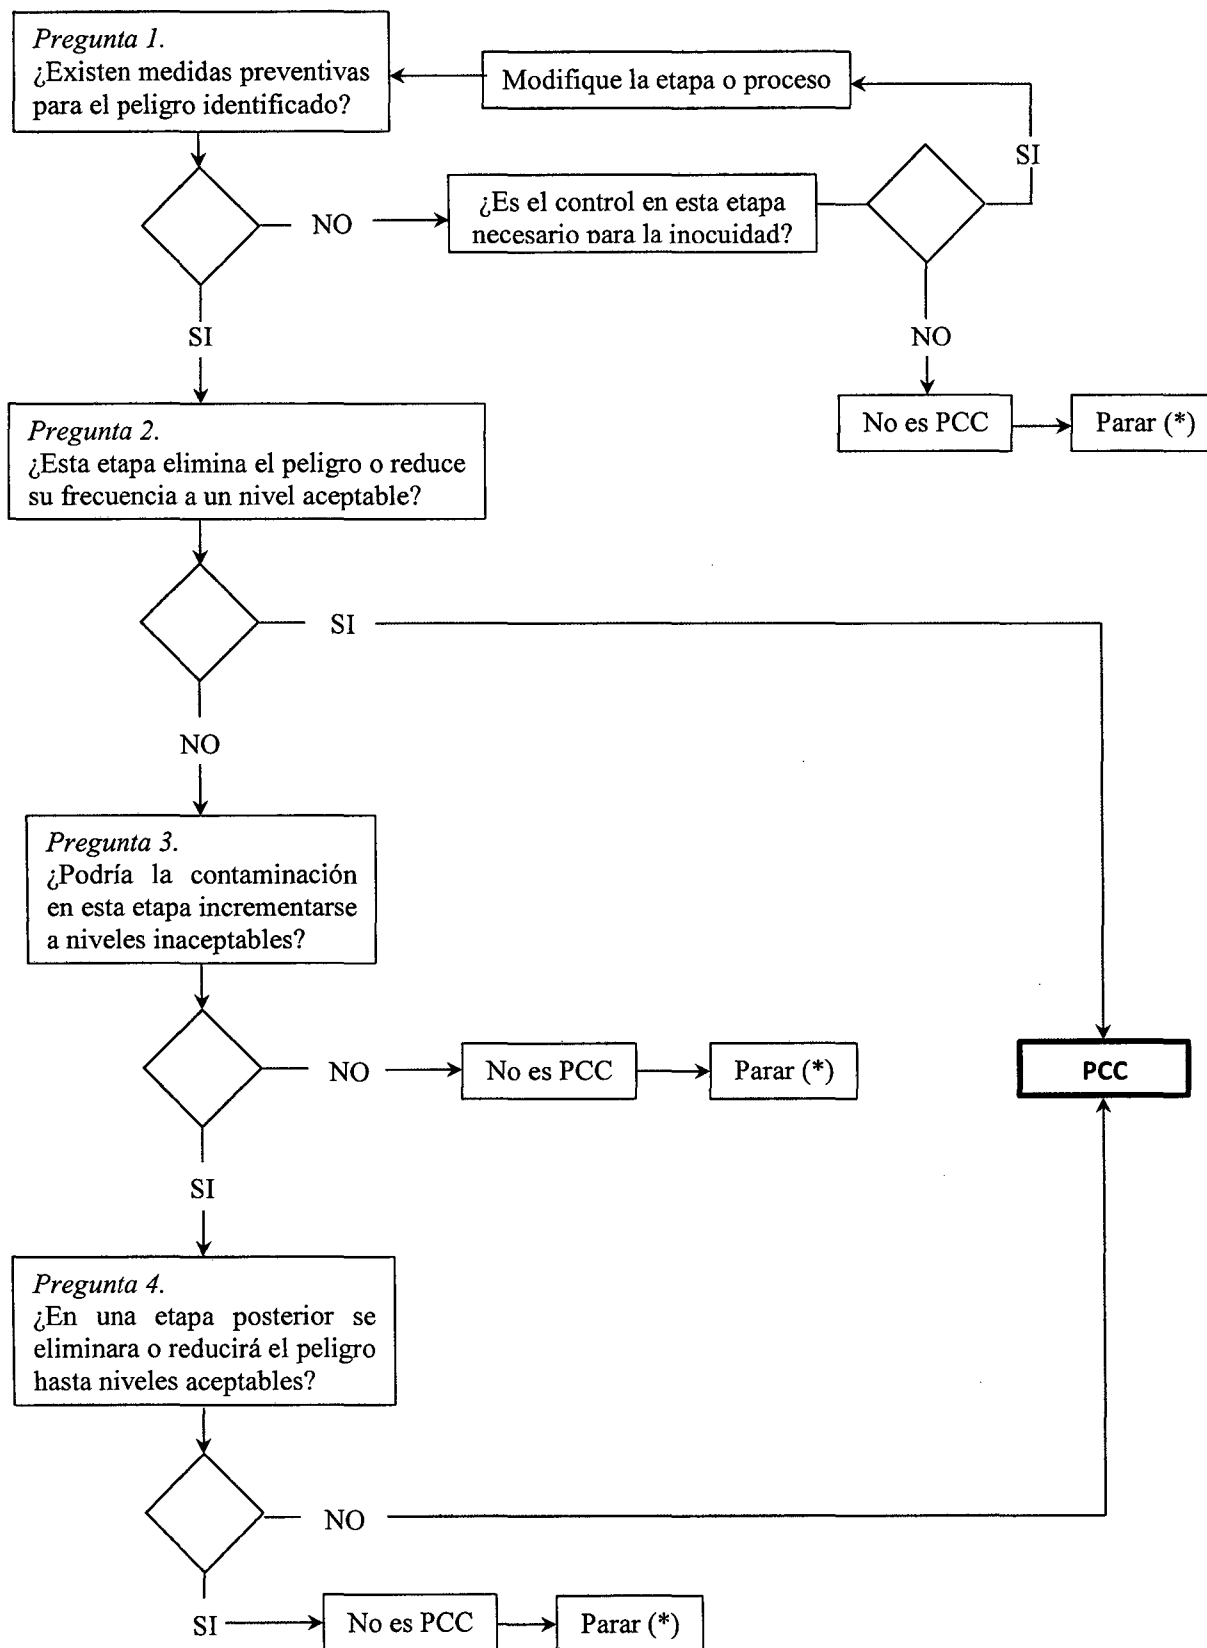 Pregunta 1.
¿Existen medidas preventivas
para el peligro identificado?
Modifique la etapa o proceso
SI
NO
¿Es el control en esta etapa
necesario para la inocuidad?
SI
NO
No es PCC
Parar (*)
Pregunta 2.
¿Esta etapa elimina el peligro o reduce
su frecuencia a un nivel aceptable?
SI
NO
Pregunta 3.
¿Podría la contaminación
en esta etapa incrementarse
a niveles inaceptables?
NO
No es PCC
Parar (*)
PCC
SI
Pregunta 4.
¿En una etapa posterior se
eliminara o reducirá el peligro
hasta niveles aceptables?
NO
SI
No es PCC
Parar (*)